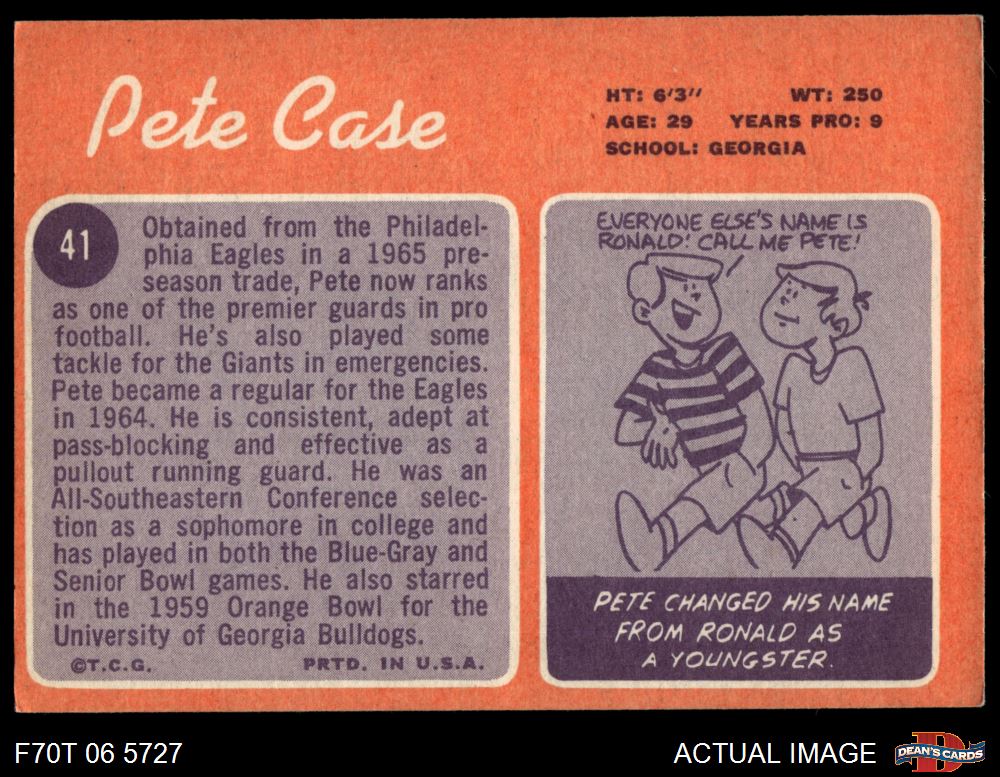 Pete Case
HT: 6'3" WT: 250
AGE: 29 YEARS PRO: 9
SCHOOL: GEORGIA
41
Obtained from the Philadel-
phia Eagles in a 1965 pre-
season trade, Pete now ranks
as one of the premier guards in pro
football. He's also played some
tackle for the Giants in emergencies.
Pete became a regular for the Eagles
in 1964. He is consistent, adept at
pass-blocking and effective as a
pullout running guard. He was an
All-Southeastern Conference selec-
tion as a sophomore in college and
has played in both the Blue-Gray and
Senior Bowl games. He also starred
in the 1959 Orange Bowl for the
University of Georgia Bulldogs.
©T.C.G. PRTD. IN U.S.A.
EVERYONE ELSE'S NAME IS
RONALD! CALL ME PETE!
PETE CHANGED HIS NAME
FROM RONALD AS
A YOUNGSTER.
F70T 06 5727
ACTUAL IMAGE
D
DEAN'S CARDS